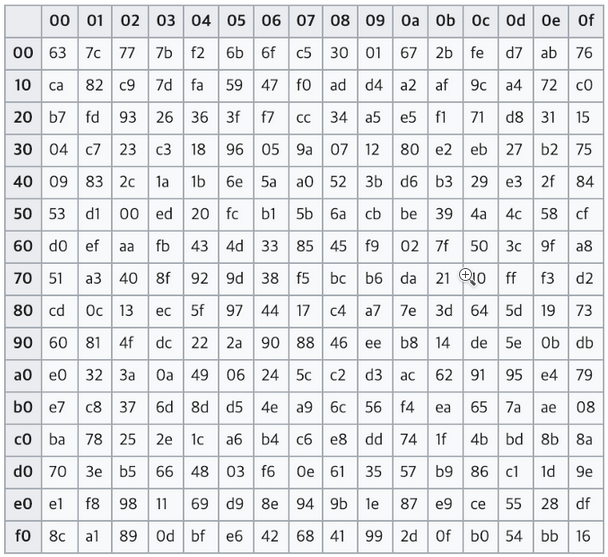 00 01 02 03 04 05 06 07 08 09 0a 0b 0c 0d 0e 0f
00 63 7c 77 7b f2 6b 6f c5 30 01 67 2b fe d7 ab 76
10 ca 82 c9 7d fa 59 47 f0 ad d4 a2 af 9c a4 72 c0
20 b7 fd 93 26 36 3f f7 cc 34 a5 e5 f1 71 d8 31 15
30 04 c7 23 c3 18 96 05 9a 07 12 80 e2 eb 27 b2 75
40 09 83 2c 1a 1b 6e 5a a0 52 3b d6 b3 29 e3 2f 84
50 53 d1 00 ed 20 fc b1 5b 6a cb be 39 4a 4c 58 cf
60 d0 ef aa fb 43 4d 33 85 45 f9 02 7f 50 3c 9f a8
70 51 a3 40 8f 92 9d 38 f5 bc b6 da 21 ff f3 d2
80 cd 0c 13 ec 5f 97 44 17 c4 a7 7e 3d 64 5d 19 73
90 60 81 4f dc 22 2a 90 88 46 ee b8 14 de 5e 0b db
a0 e0 32 3a 0a 49 06 24 5c c2 d3 ac 62 91 95 e4 79
b0 e7 c8 37 6d 8d d5 4e a9 6c 56 f4 ea 65 7a ae 08
c0 ba 78 25 2e 1c a6 b4 c6 e8 dd 74 1f 4b bd 8b 8a
d0 70 3e b5 66 48 03 f6 0e 61 35 57 b9 86 c1 1d 9e
e0 e1 f8 98 11 69 d9 8e 94 9b 1e 87 e9 ce 55 28 df
f0 8c a1 89 0d bf e6 42 68 41 99 2d 0f b0 54 bb 16